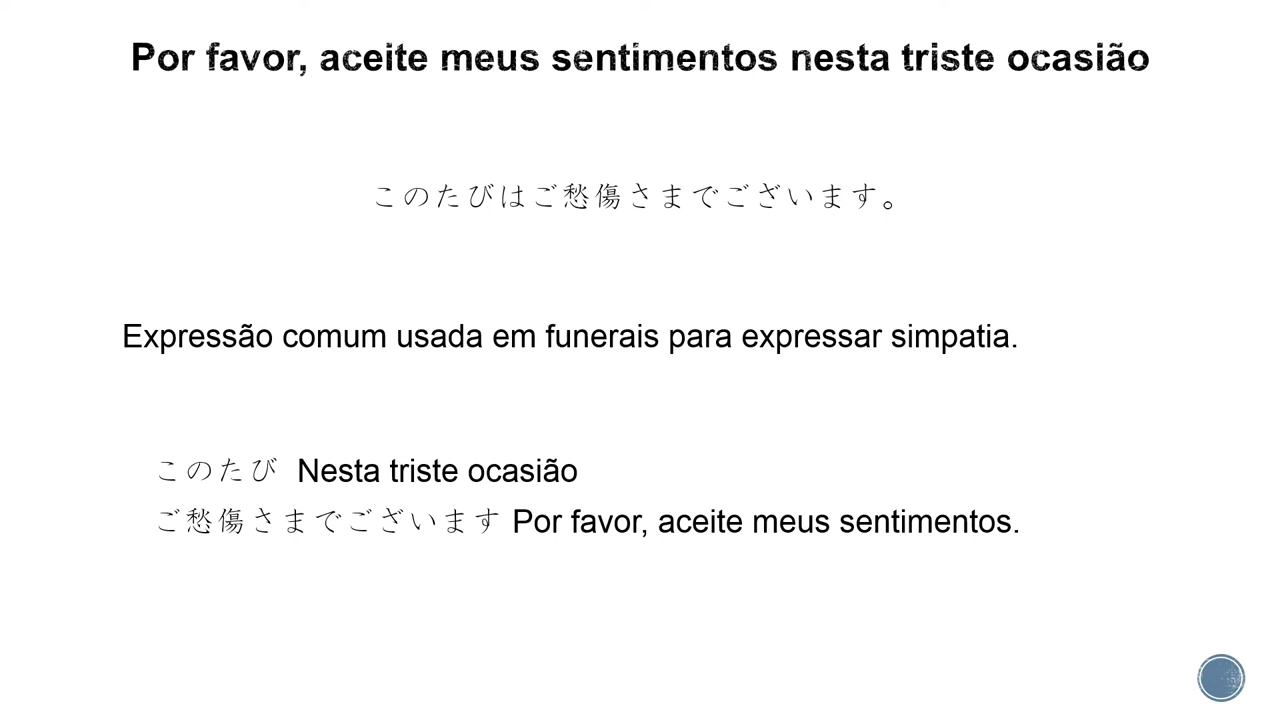 Por favor, aceite meus sentimentos nesta triste ocasião
このたびはご愁傷さまでございます。
Expressão comum usada em funerais para expressar simpatia.
このたび Nesta triste ocasião
ご愁傷さまでございます Por favor, aceite meus sentimentos.